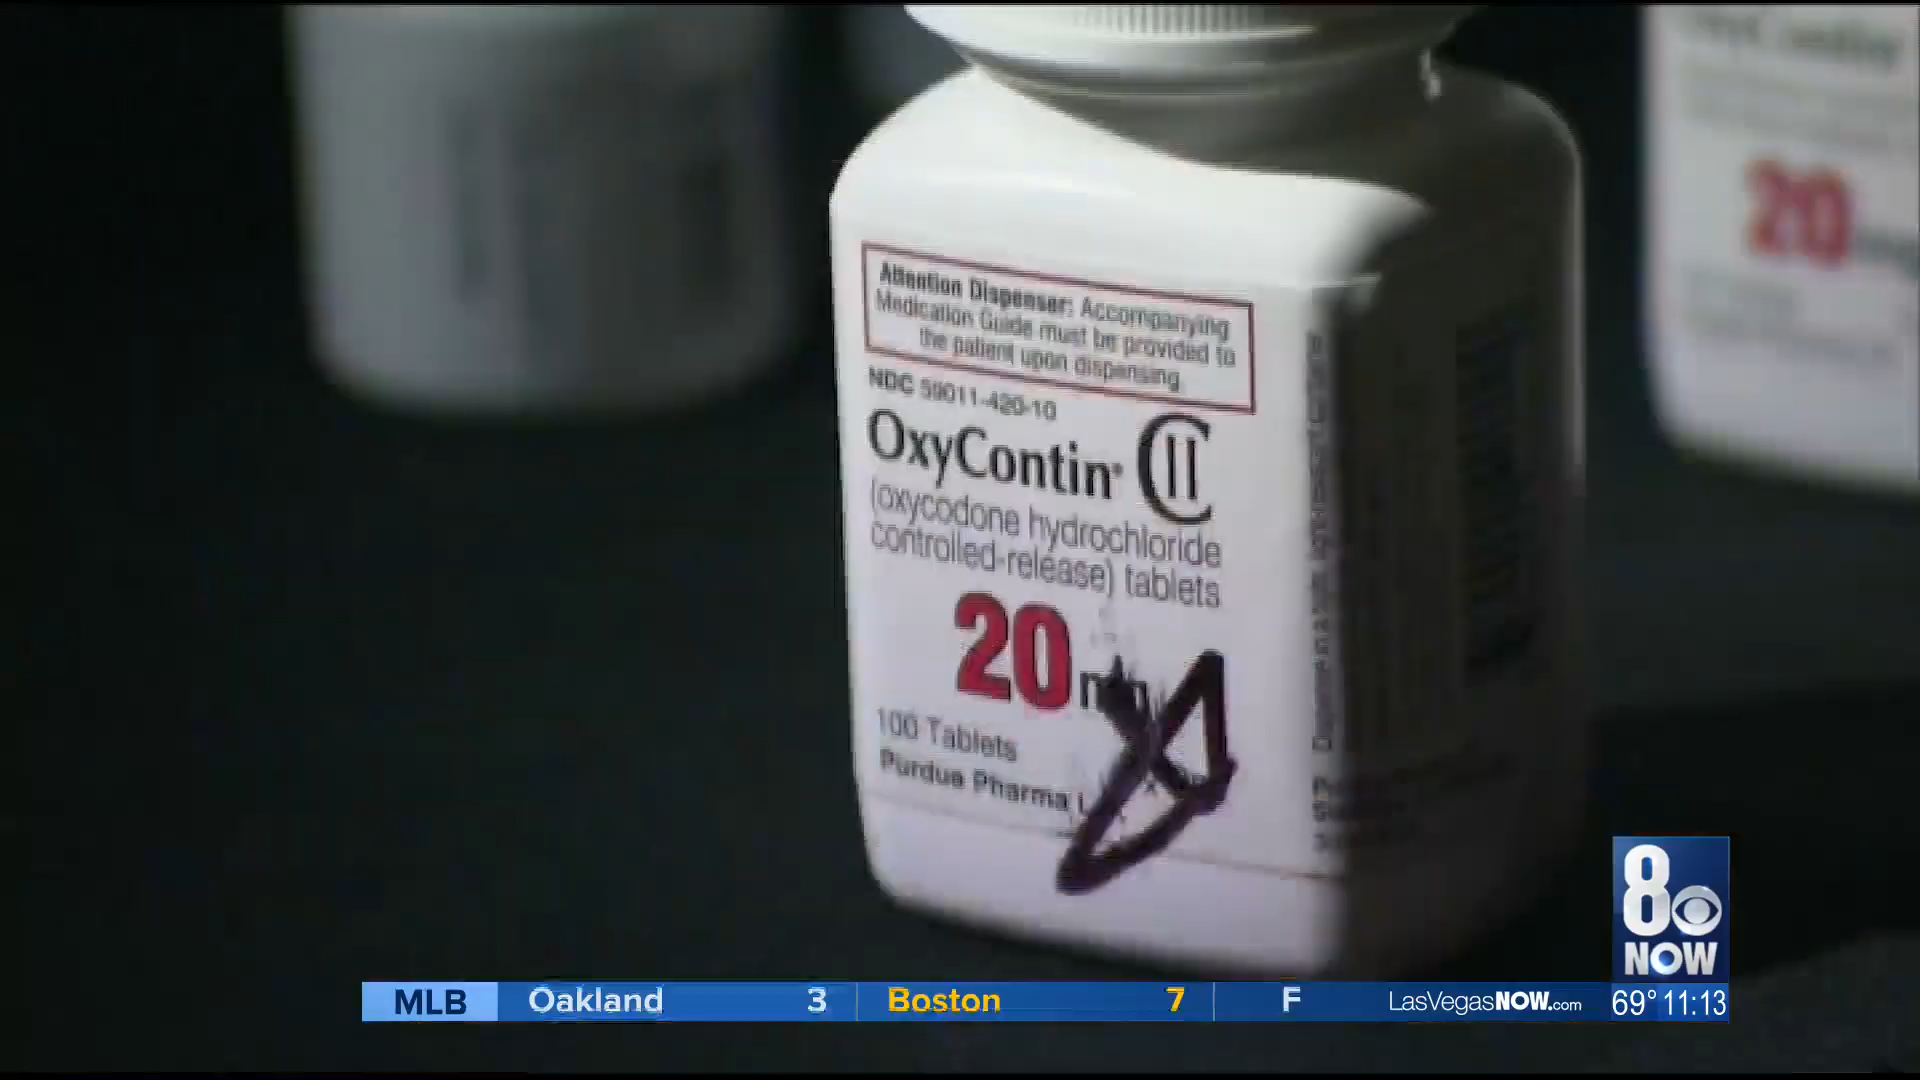 Attention Dispenser: Accompanying
Medication Guide must be provided to
the patient upon dispensing
NDC 59011-420-10
OxyContin CII
(oxycodone hydrochloride
controlled-release) tablets
20 mg
100 Tablets
Purdue Pharma L
20
8
NOW
MLB Oakland 3 Boston 7 F LasVegasNOW.com 69° 11:13